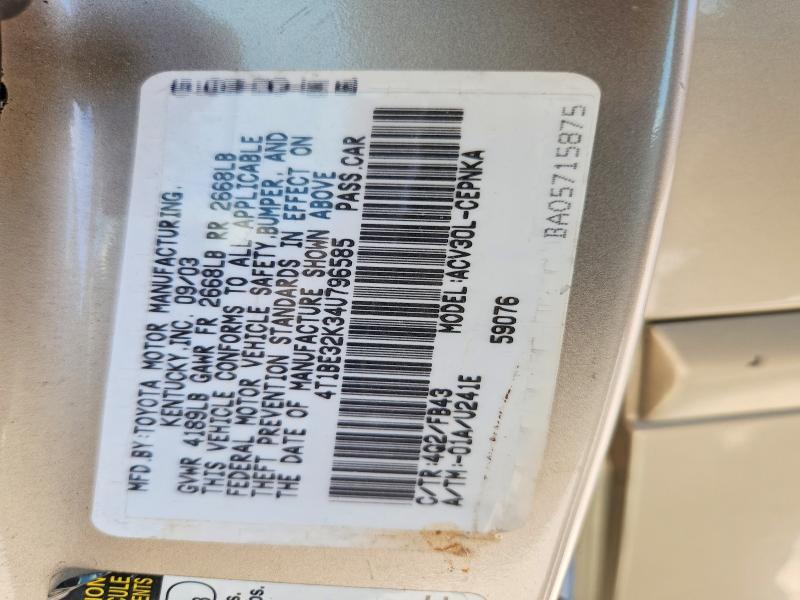 MFD.BY:TOYOTA MOTOR MANUFACTURING.
KENTUCKY,INC. 09/03
GVWR 4189LB GAWR FR 2668LB RR 2668LB
THIS VEHICLE CONFORMS TO ALL APPLICABLE
FEDERAL MOTOR VEHICLE SAFETY,BUMPER, AND
THEFT PREVENTION STANDARDS IN EFFECT ON
THE DATE OF MANUFACTURE SHOWN ABOVE
4T1BE32K34U796585 PASS.CAR
C/TR:4Q2/FB43 MODEL:ACV30L-CEPNKA
A/TM:-01A/U241E
59076
BA05715875